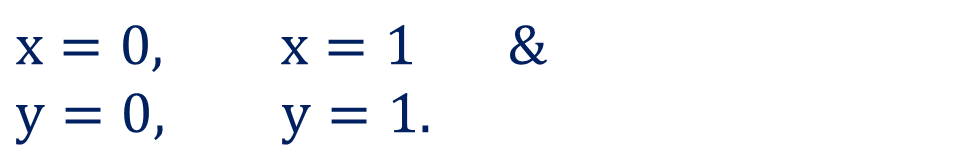 x = 0, x = 1 &
y = 0, y = 1.